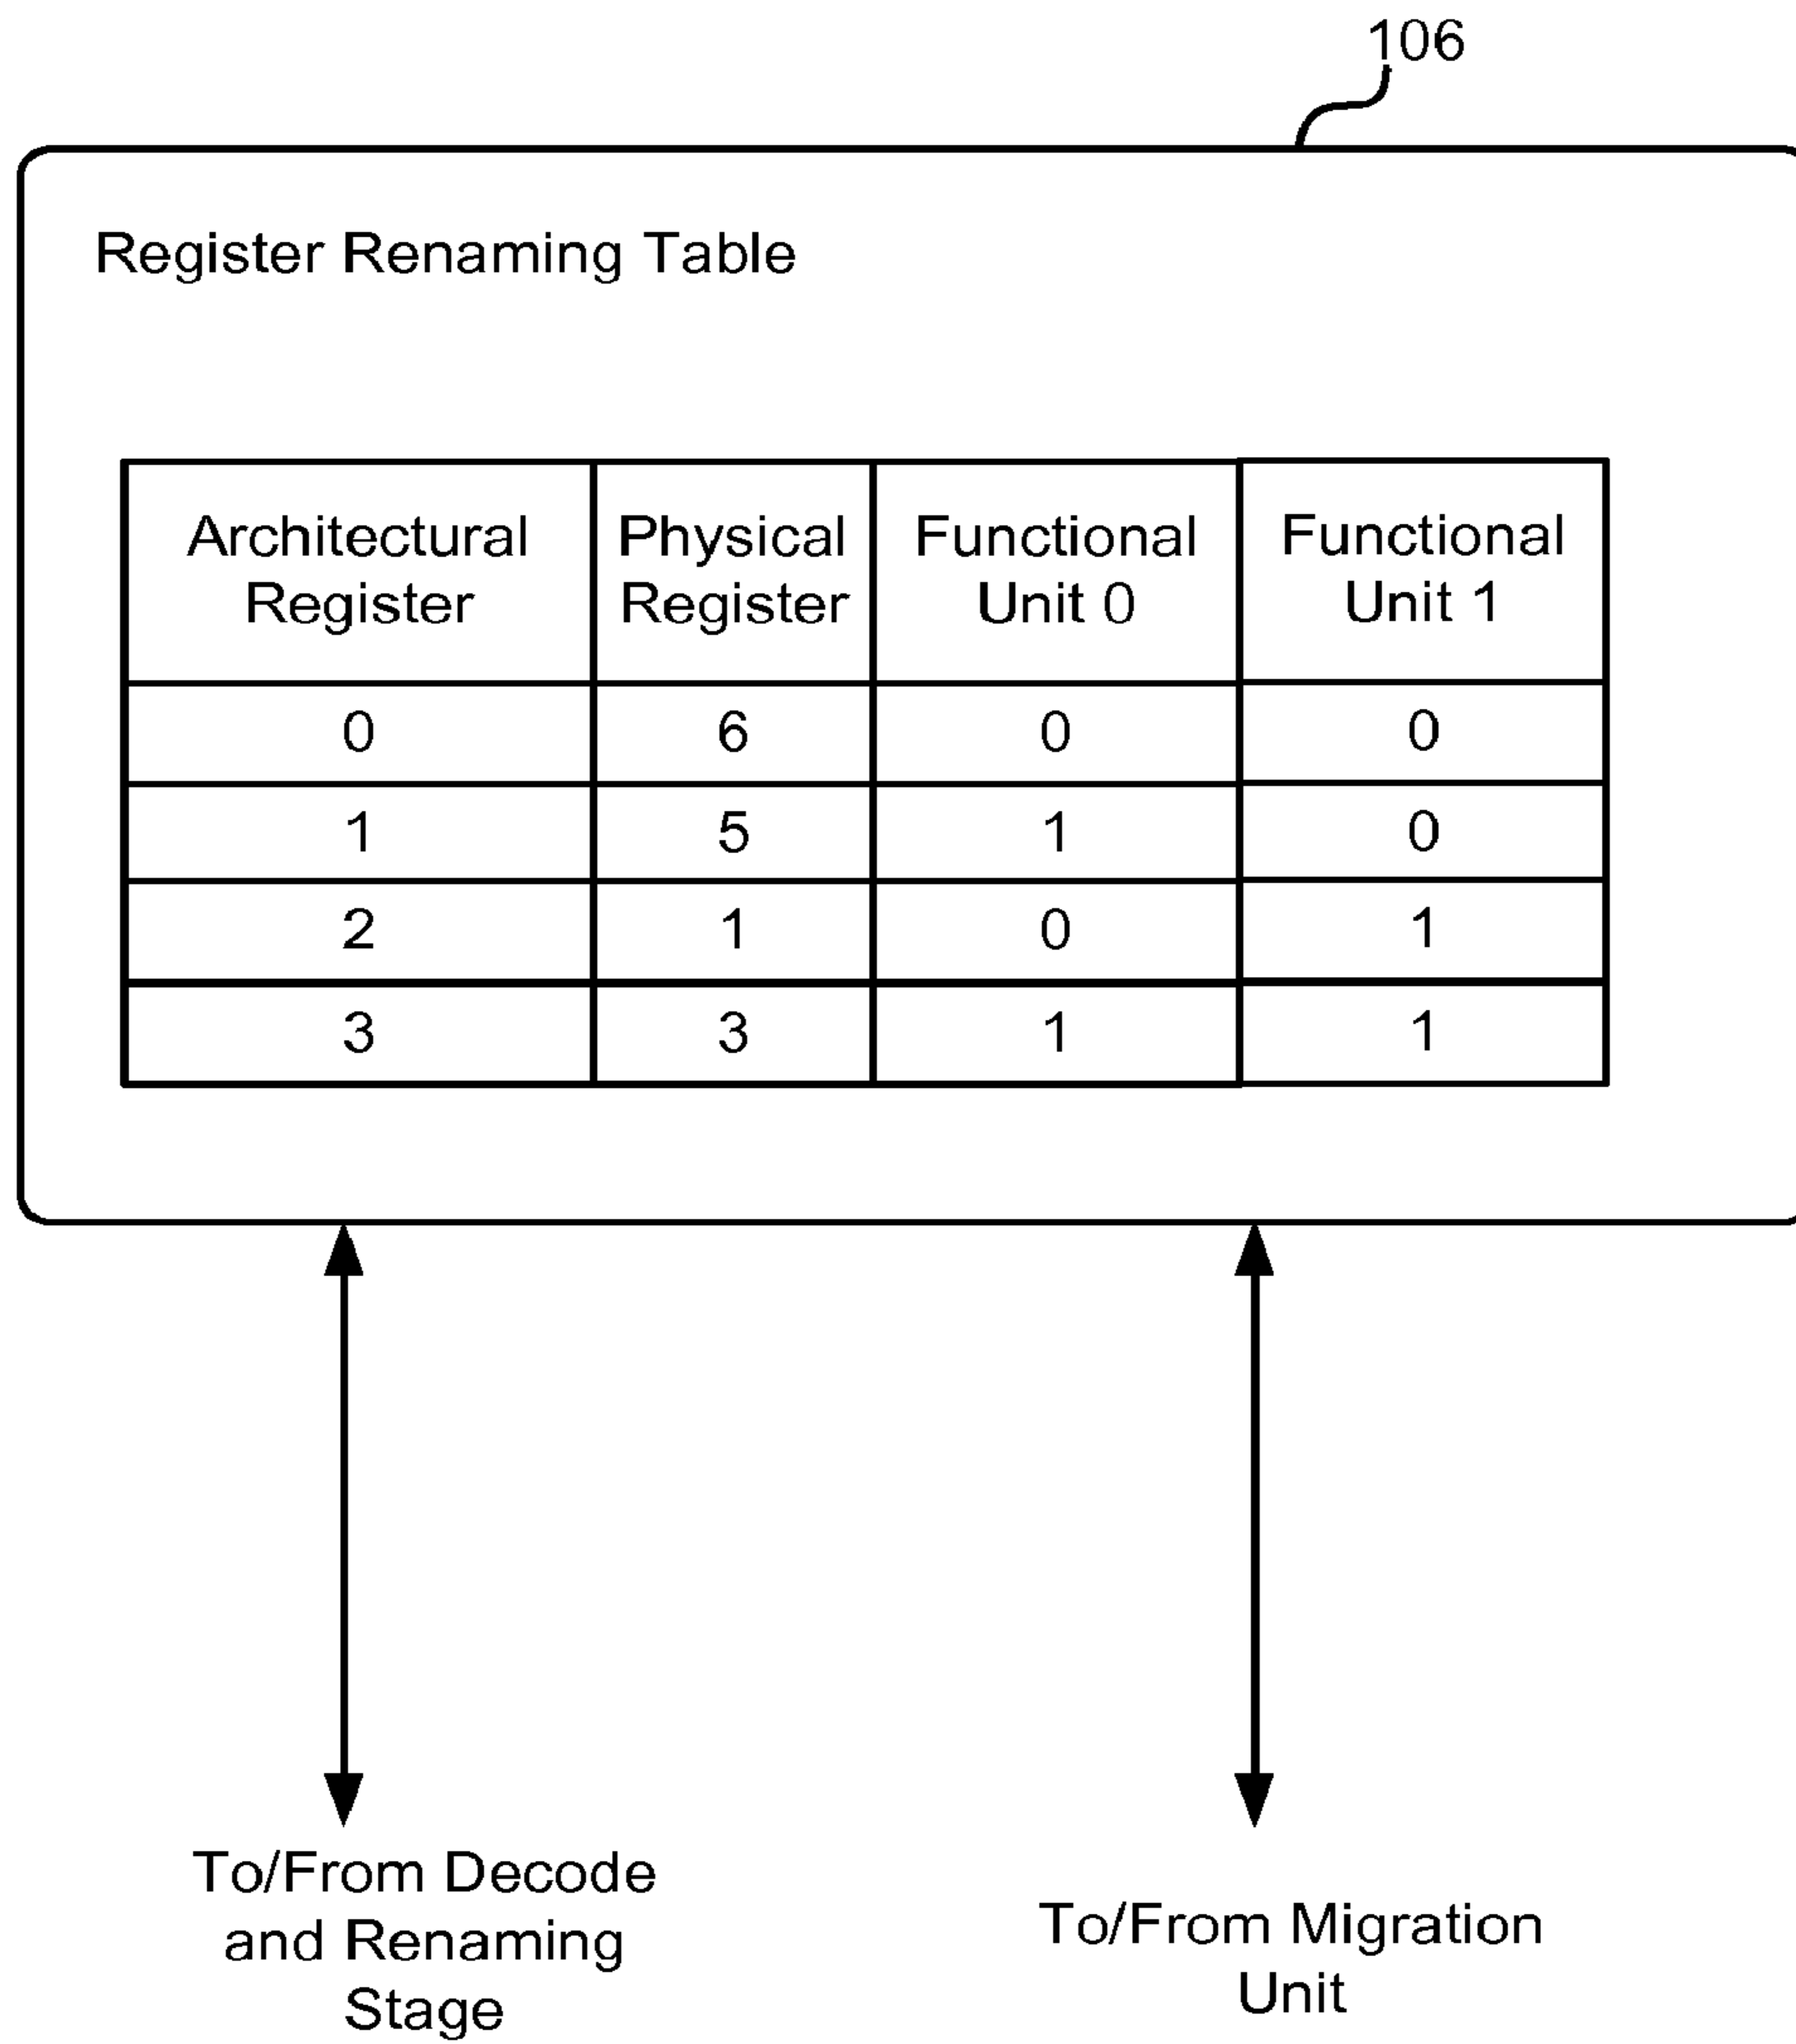 106
Register Renaming Table
Architectural
Register
Physical
Register
Functional
Unit 0
Functional
Unit 1
0 6 0 0
1 5 1 0
2 1 0 1
3 3 1 1
To/From Decode
and Renaming
Stage
To/From Migration
Unit